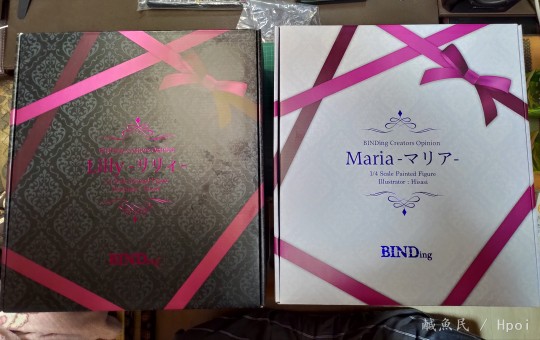 Lilly -リリィ-
BINDing
BINDing Creators Opinion
Maria -マリア-
1/4 Scale Painted Figure
Illustrator : Hisasi
BINDing
鹹魚民 / Hpoi